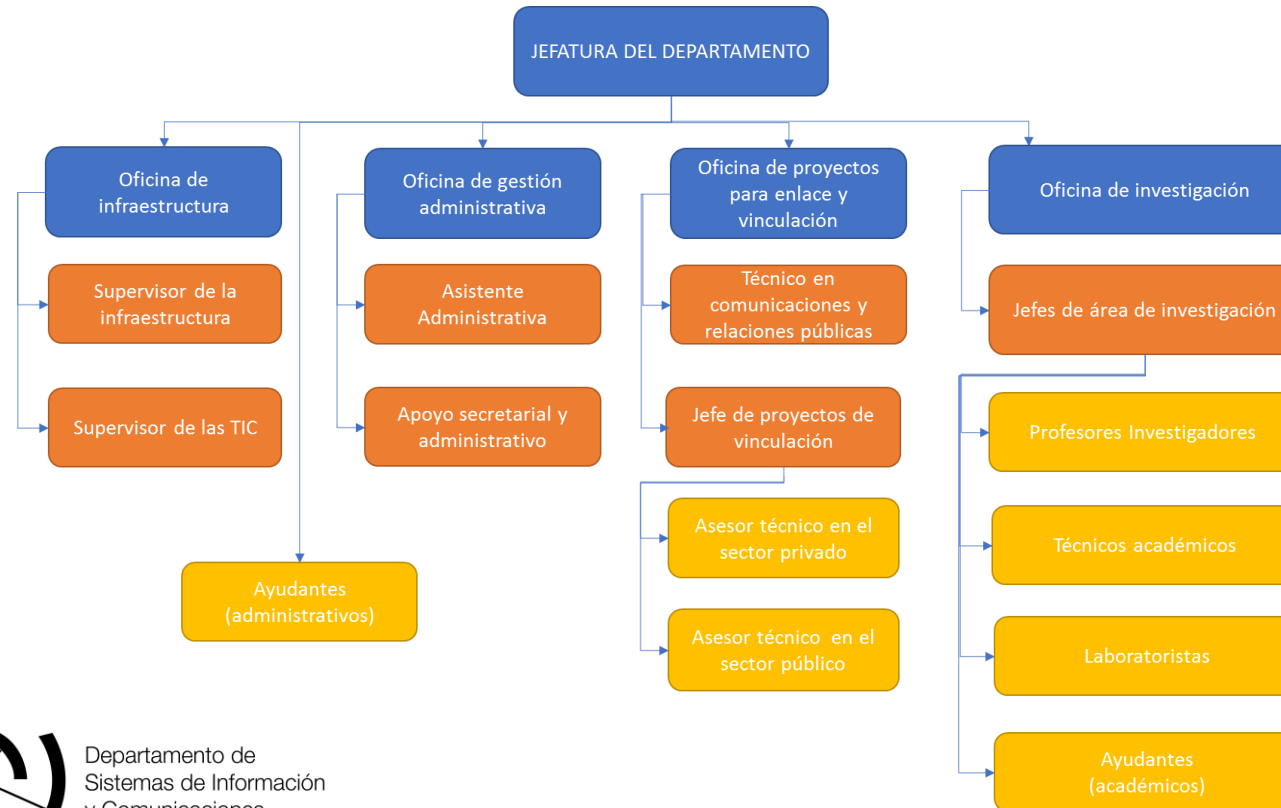 JEFATURA DEL DEPARTAMENTO
Oficina de
infraestructura
Oficina de gestión
administrativa
Oficina de proyectos
para enlace y
vinculación
Oficina de investigación
Supervisor de la
infraestructura
Asistente
Administrativa
Técnico en
comunicaciones y
relaciones públicas
Jefes de área de investigación
Supervisor de las TIC
Apoyo secretarial y
administrativo
Jefe de proyectos de
vinculación
Profesores Investigadores
Asesor técnico en el
sector privado
Técnicos académicos
Ayudantes
(administrativos)
Asesor técnico en el
sector público
Laboratoristas
Ayudantes
(académicos)
Departamento de
Sistemas de Información
y Comunicaciones